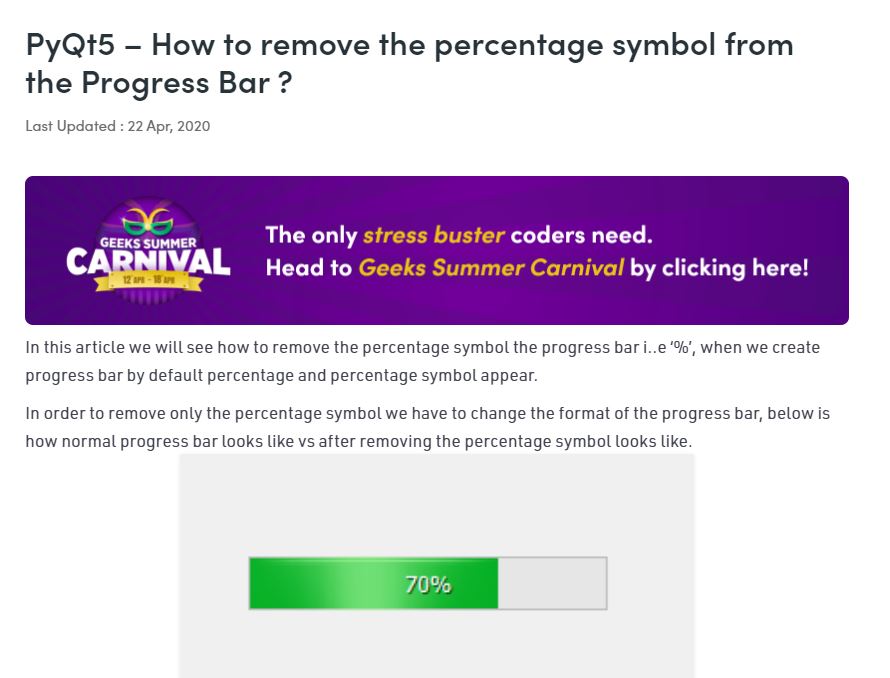 PyQt5 – How to remove the percentage symbol from
the Progress Bar ?
Last Updated : 22 Apr, 2020
GEEKS SUMMER
CARNIVAL
12 APR - 16 APR
The only stress buster coders need.
Head to Geeks Summer Carnival by clicking here!
In this article we will see how to remove the percentage symbol the progress bar i..e ‘%’, when we create
progress bar by default percentage and percentage symbol appear.
In order to remove only the percentage symbol we have to change the format of the progress bar, below is
how normal progress bar looks like vs after removing the percentage symbol looks like.
70%